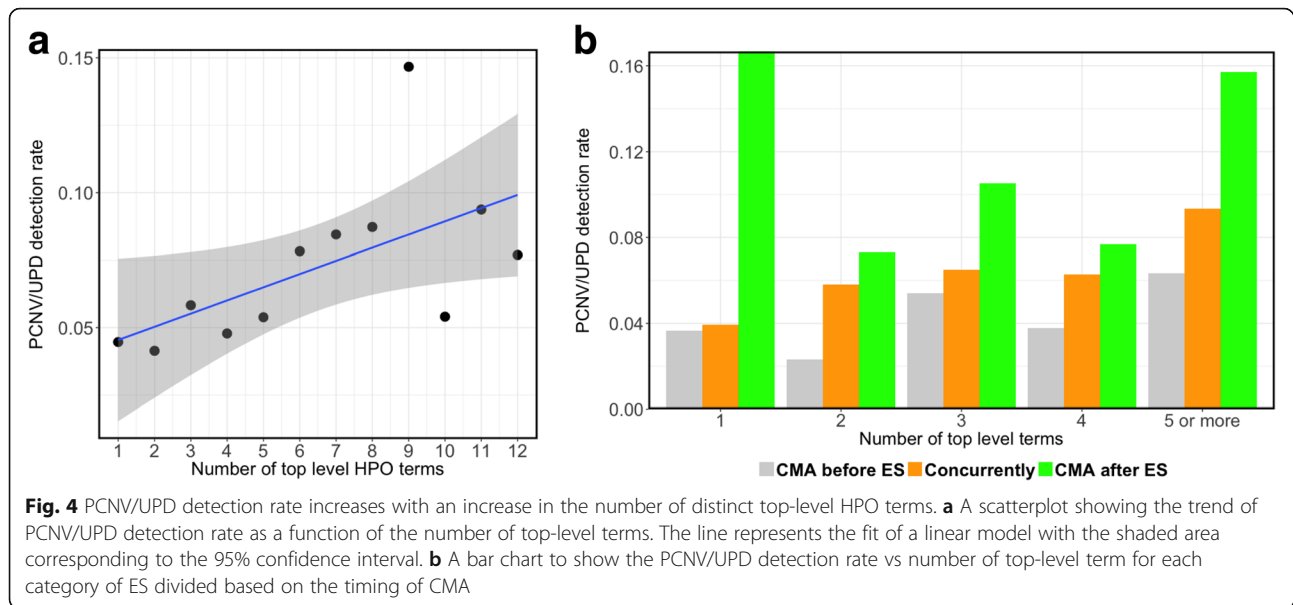 a
PCNV/UPD detection rate
0.15
0.10
0.05
1 2 3 4 5 6 7 8 9 10 11 12
Number of top level HPO terms
b
PCNV/UPD detection rate
0.16
0.12
0.08
0.04
0.00
1 2 3 4 5 or more
Number of top level terms
CMA before ES Concurrently CMA after ES
Fig. 4 PCNV/UPD detection rate increases with an increase in the number of distinct top-level HPO terms. a A scatterplot showing the trend of
PCNV/UPD detection rate as a function of the number of top-level terms. The line represents the fit of a linear model with the shaded area
corresponding to the 95% confidence interval. b A bar chart to show the PCNV/UPD detection rate vs number of top-level term for each
category of ES divided based on the timing of CMA